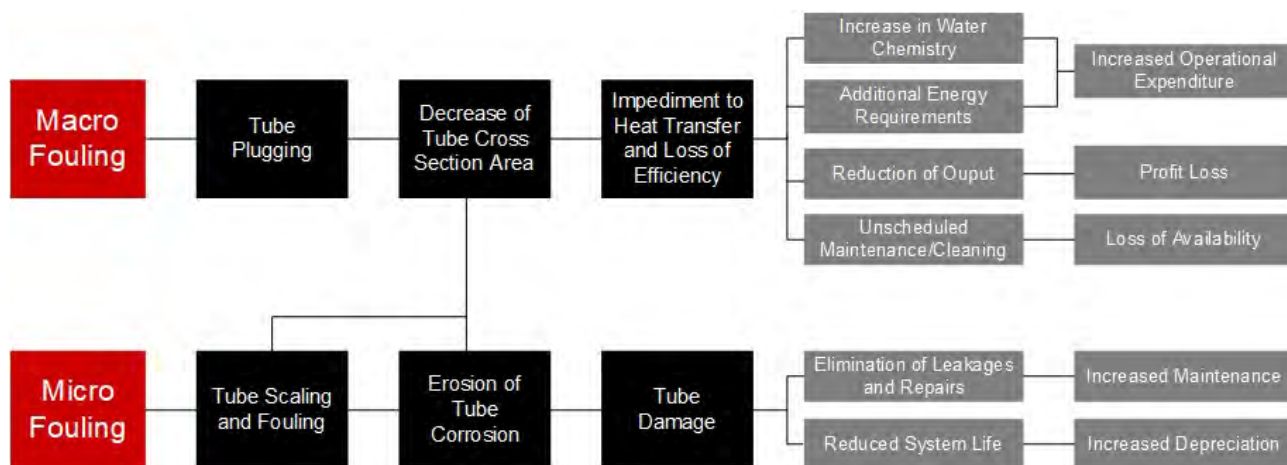 Macro
Fouling
Tube
Plugging
Decrease of
Tube Cross
Section Area
Impediment to
Heat Transfer
and Loss of
Efficiency
Increase in Water
Chemistry
Additional Energy
Requirements
Increased Operational
Expenditure
Reduction of Ouput
Profit Loss
Unscheduled
Maintenance/Cleaning
Loss of Availability
Micro
Fouling
Tube Scaling
and Fouling
Erosion of
Tube
Corrosion
Tube
Damage
Elimination of Leakages
and Repairs
Increased Maintenance
Reduced System Life
Increased Depreciation